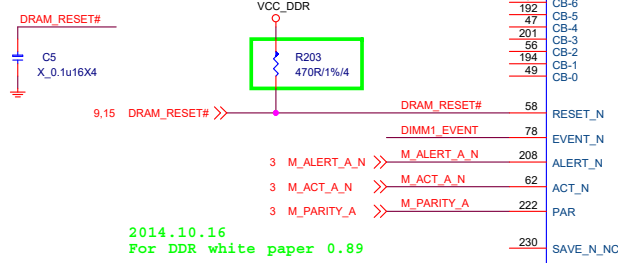 VCC_DDR
DRAM_RESET#
C5
X_0.1u16X4
R203
470R/1%/4
192 CB-6
47 CB-5
201 CB-4
56 CB-3
194 CB-2
49 CB-1
CB-0
9,15 DRAM_RESET# DRAM_RESET# 58 RESET_N
DIMM1_EVENT 78 EVENT_N
3 M_ALERT_A_N M_ALERT_A_N 208 ALERT_N
3 M_ACT_A_N M_ACT_A_N 62 ACT_N
3 M_PARITY_A M_PARITY_A 222 PAR
2014.10.16
For DDR white paper 0.89
230 SAVE_N_NC